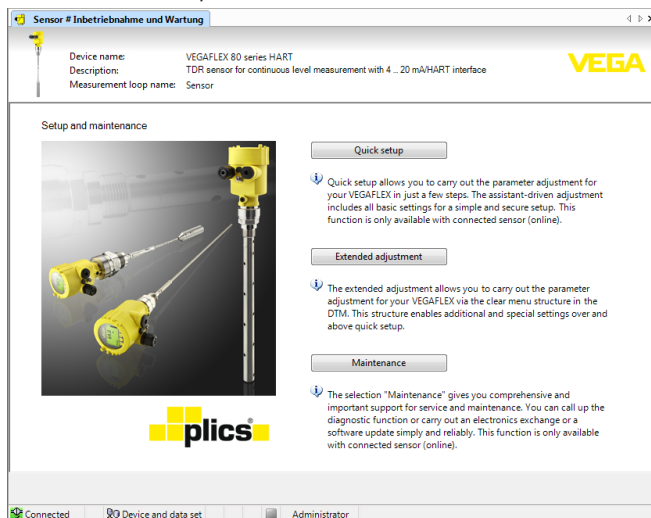 Sensor # Inbetriebnahme und Wartung
Device name: VEGAFLEX 80 series HART
Description: TDR sensor for continuous level measurement with 4 .. 20 mA/HART interface
Measurement loop name: Sensor
VEGA
Setup and maintenance
Quick setup
Quick setup allows you to carry out the parameter adjustment for
your VEGAFLEX in just a few steps. The assistant-driven adjustment
includes all basic settings for a simple and secure setup. This
function is only available with connected sensor (online).
Extended adjustment
The extended adjustment allows you to carry out the parameter
adjustment for your VEGAFLEX via the clear menu structure in the
DTM. This structure enables additional and special settings over and
above quick setup.
Maintenance
The selection "Maintenance" gives you comprehensive and
important support for service and maintenance. You can call up the
diagnostic function or carry out an electronics exchange or a
software update simply and reliably. This function is only available
with connected sensor (online).
plics
Connected
Device and data set
Administrator